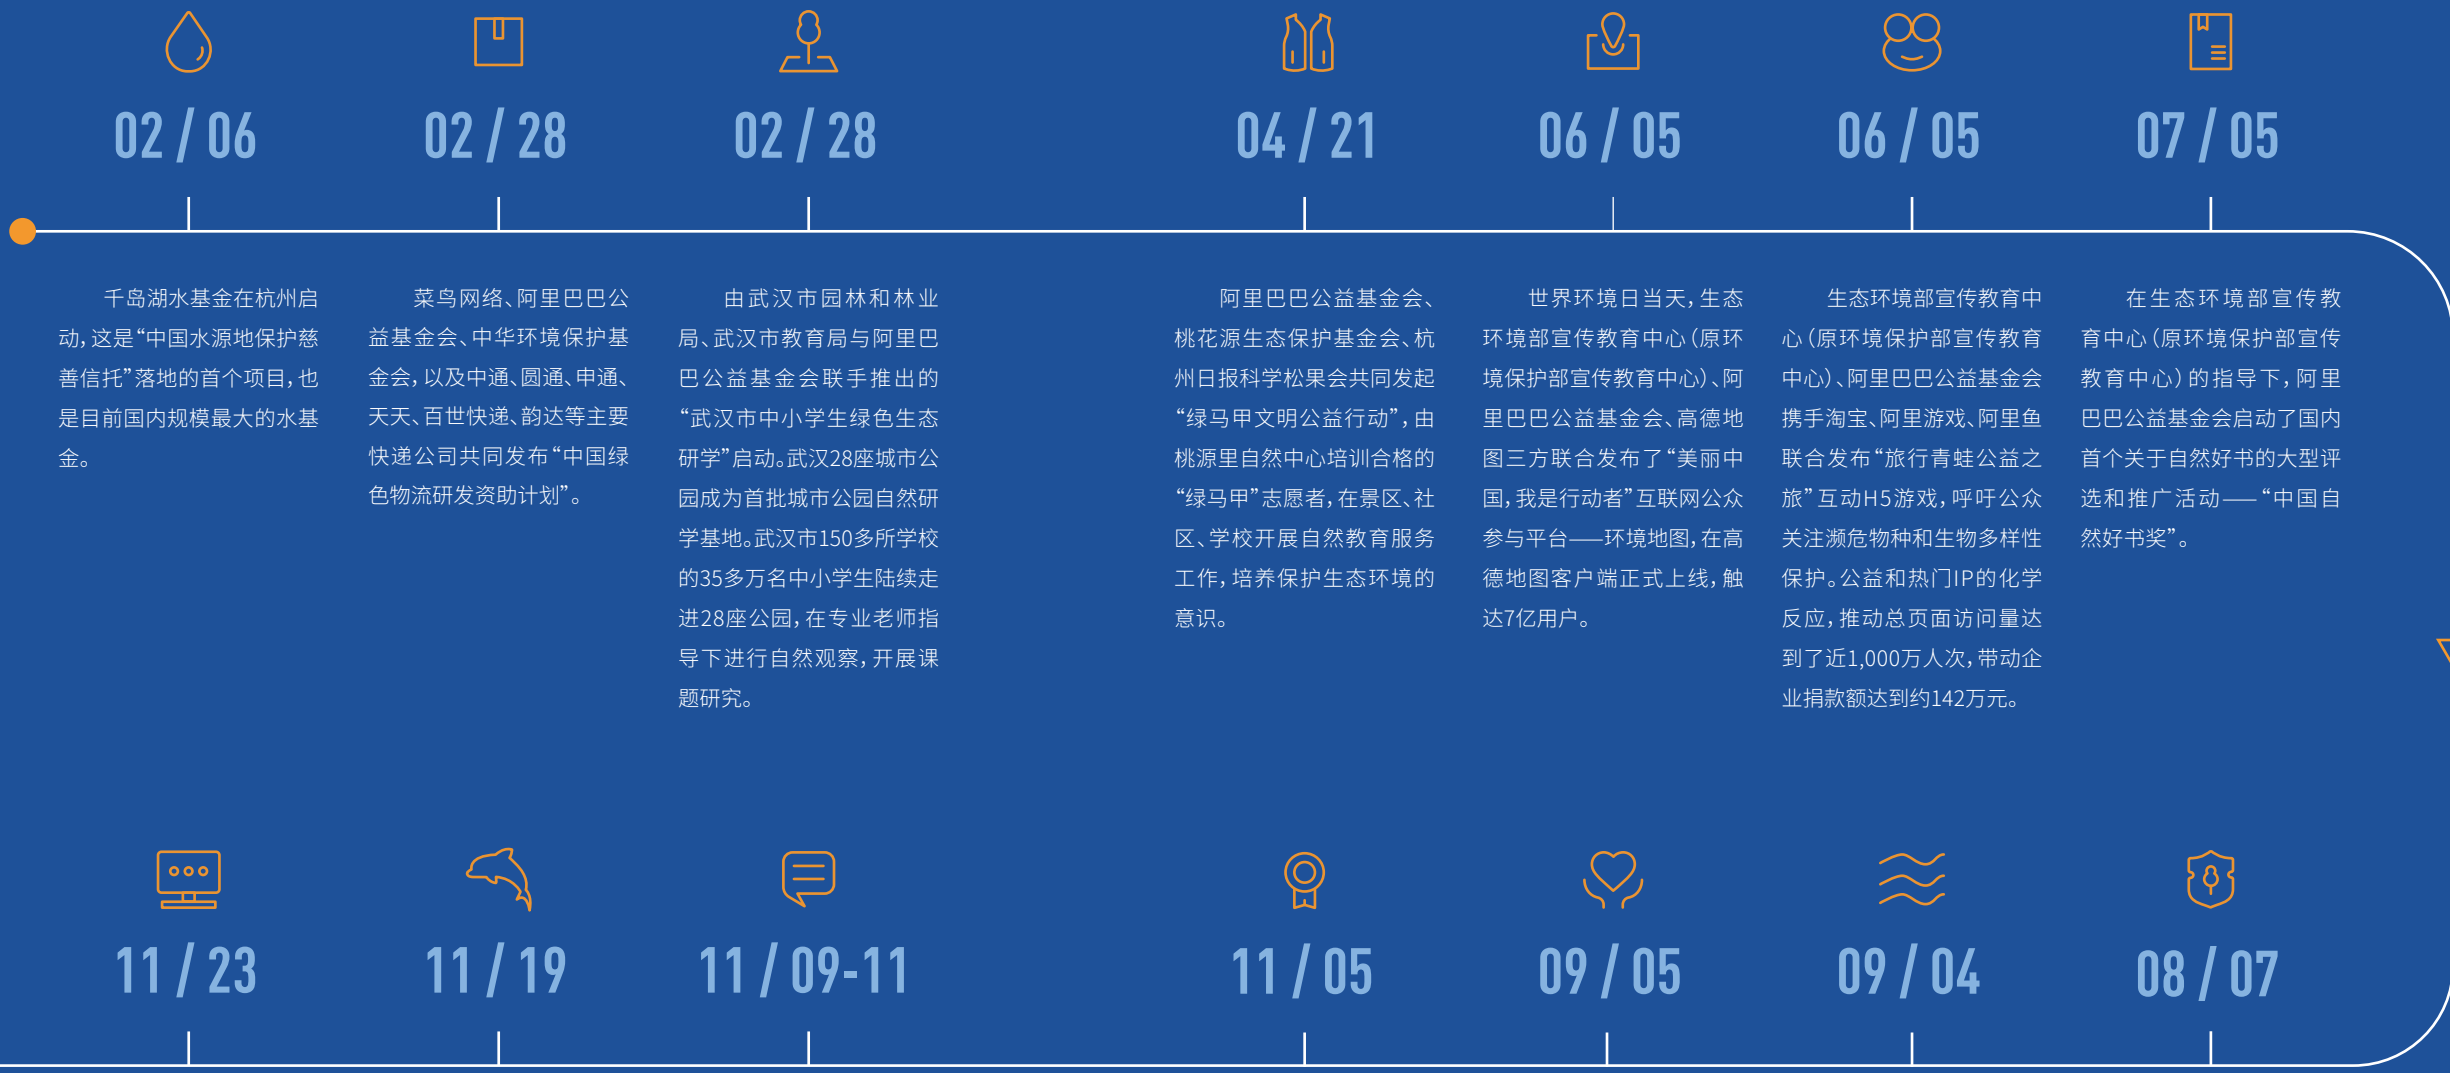 02 / 06
千岛湖水基金在杭州启
动，这是“中国水源地保护慈
善信托”落地的首个项目，也
是目前国内规模最大的水基
金。
02 / 28
菜鸟网络、阿里巴巴公
益基金会、中华环境保护基
金会，以及中通、圆通、申通、
天天、百世快递、韵达等主要
快递公司共同发布“中国绿
色物流研发资助计划”。
02 / 28
由武汉市园林和林业
局、武汉市教育局与阿里巴
巴公益基金会联手推出的
“武汉市中小学生绿色生态
研学”启动。武汉28座城市公
园成为首批城市公园自然研
学基地。武汉市150多所学校
的35多万名中小学生陆续走
进28座公园，在专业老师指
导下进行自然观察，开展课
题研究。
04 / 21
阿里巴巴公益基金会、
桃花源生态保护基金会、杭
州日报科学松果会共同发起
“绿马甲文明公益行动”，由
桃源里自然中心培训合格的
“绿马甲”志愿者，在景区、社
区、学校开展自然教育服务
工作，培养保护生态环境的
意识。
06 / 05
世界环境日当天，生态
环境部宣传教育中心（原环
境保护部宣传教育中心）、阿
里巴巴公益基金会、高德地
图三方联合发布了“美丽中
国，我是行动者”互联网公众
参与平台——环境地图，在高
德地图客户端正式上线，触
达7亿用户。
06 / 05
生态环境部宣传教育中
心（原环境保护部宣传教育
中心）、阿里巴巴公益基金会
携手淘宝、阿里游戏、阿里鱼
联合发布“旅行青蛙公益之
旅”互动H5游戏，呼吁公众
关注濒危物种和生物多样性
保护。公益和热门IP的化学
反应，推动总页面访问量达
到了近1,000万人次，带动企
业捐款额达到约142万元。
07 / 05
在生态环境部宣传教
育中心（原环境保护部宣传
教育中心）的指导下，阿里
巴巴公益基金会启动了国内
首个关于自然好书的大型评
选和推广活动——“中国自
然好书奖”。
11 / 23
11 / 19
11 / 09-11
11 / 05
09 / 05
09 / 04
08 / 07